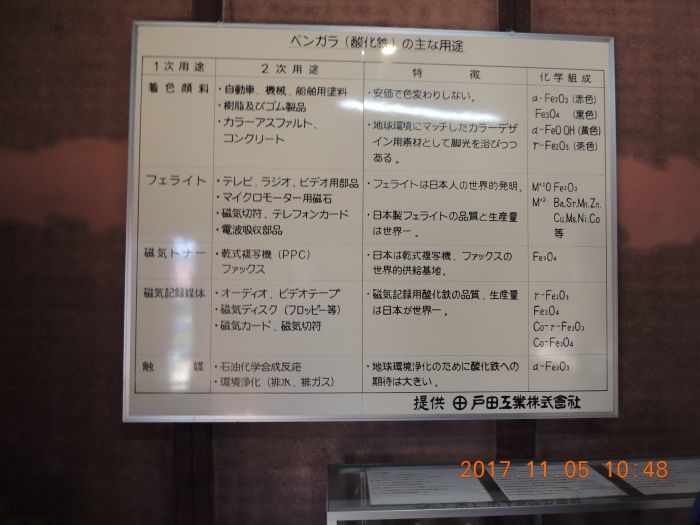 ベンガラ（酸化鉄）の主な用途
1次用途 2次用途 特徴 化学組成
着色顔料
・自動車、機械、船舶用塗料
・樹脂及びゴム製品
・カラーアスファルト、
コンクリート
・安価で色変わりしない。
・地球環境にマッチしたカラーデザ
イン用素材として脚光を浴びつつ
ある。
α-Fe₂O₃ (赤色)
Fe₃O₄ (黒色)
α-FeO OH (黄色)
r-Fe₂O₃ (茶色)
フェライト
・テレビ、ラジオ、ビデオ用部品
・マイクロモーター用磁石
・磁気切符、テレフォンカード
・電波吸収部品
・フェライトは日本人の世界的発明。
・日本製フェライトの品質と生産量
は世界一。
M⁺²O Fe₂O₃
M⁺²: Ba,Sr,Mn,Zn,
Cu,Mg,Ni,Co
等
磁気トナー
・乾式複写機（PPC）
ファックス
・日本は乾式複写機、ファックスの
世界的供給基地。
Fe₃O₄
磁気記録媒体
・オーディオ、ビデオテープ
・磁気ディスク（フロッピー等）
・磁気カード、磁気切符
・磁気記録用酸化鉄の品質、生産量
は日本が世界一。
r-Fe₂O₃
Fe₃O₄
Co-r-Fe₂O₃
Co-Fe₃O₄
触媒
・石油化学合成反応
・環境浄化（排水、排ガス）
・地球環境浄化のために酸化鉄への
期待は大きい。
α-Fe₂O₃
提供 戸田工業株式會社
2017.11.05 10:48